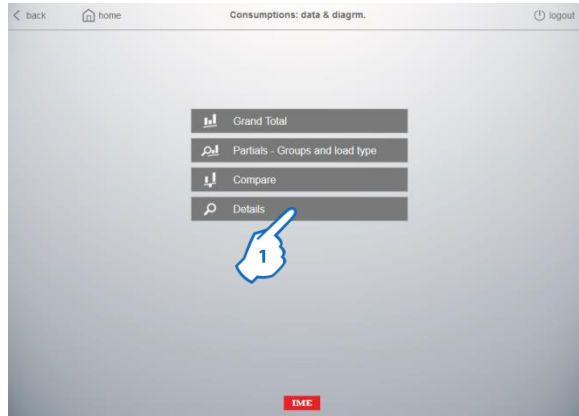 back
home
Consumptions: data & diagrm.
logout
Grand Total
Partials - Groups and load type
Compare
Details
1
IME